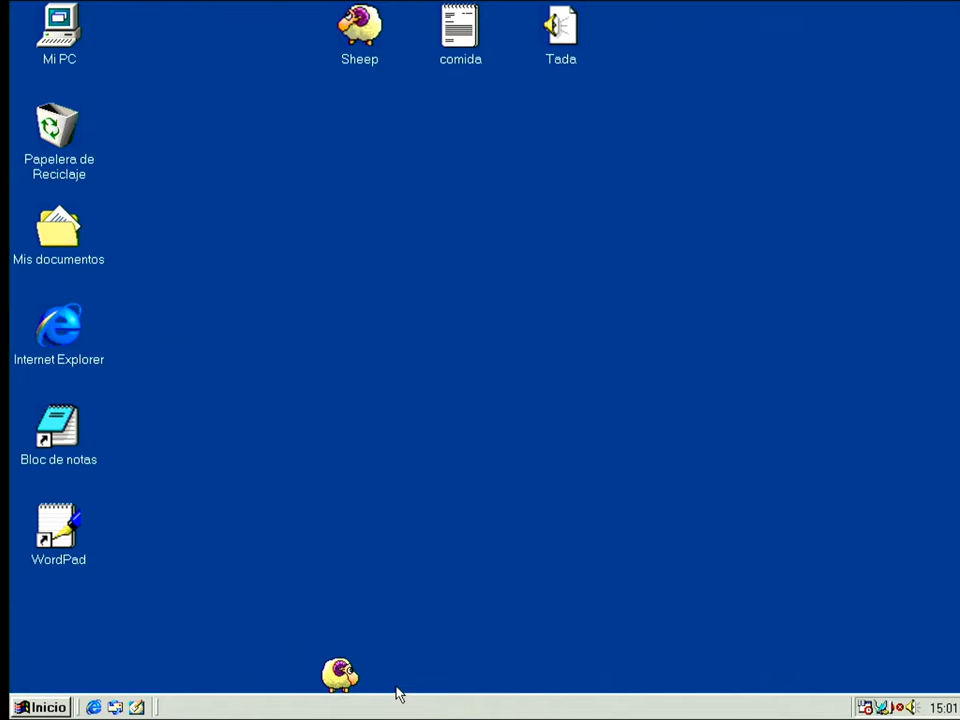 Mi PC
Sheep
comida
Tada
Papelera de
Reciclaje
Mis documentos
Internet Explorer
Bloc de notas
WordPad
Inicio
15:01